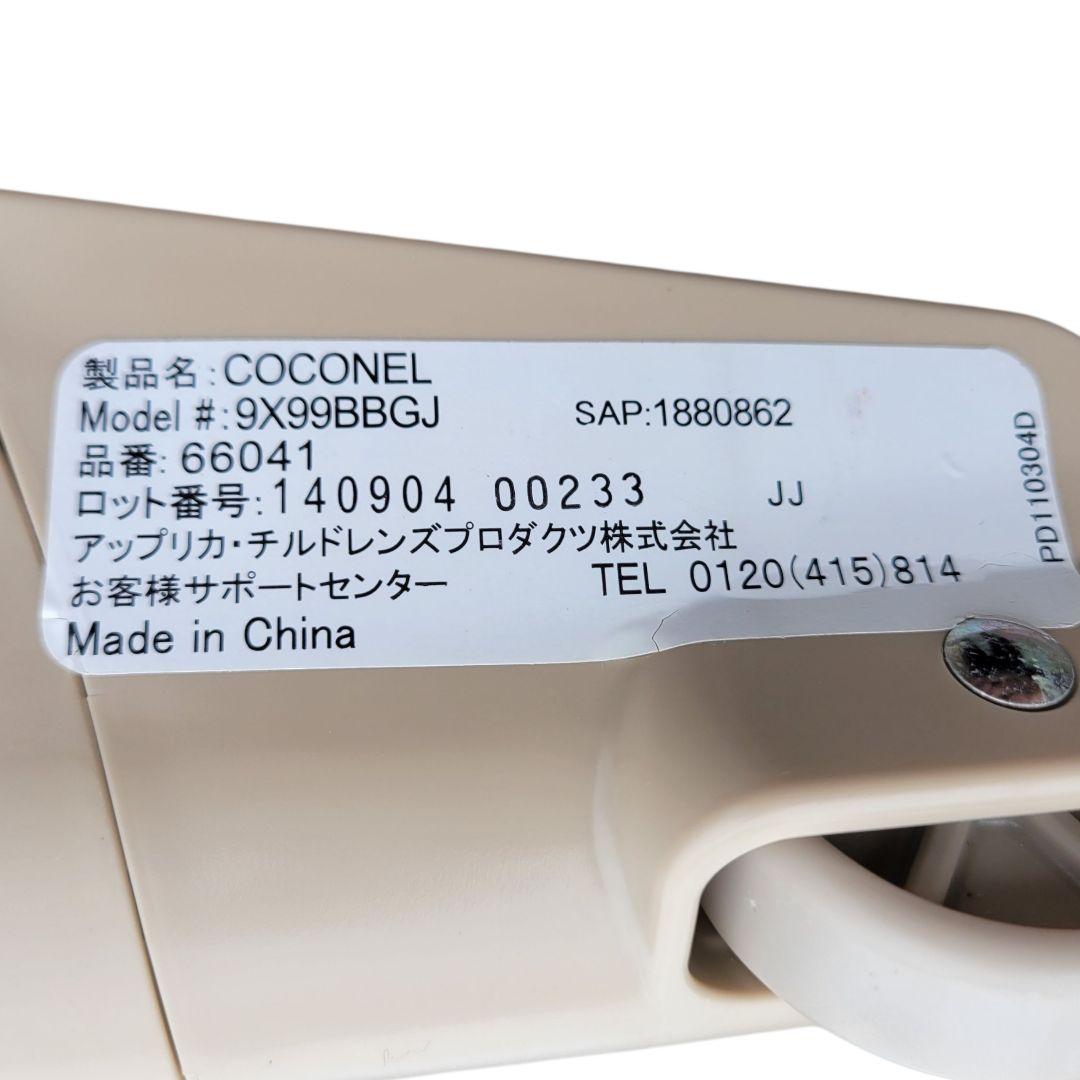 製品名:COCONEL
Model #:9X99BBGJ SAP:1880862
品番: 66041
ロット番号:140904 00233 JJ
アップリカ・チルドレンズプロダクツ株式会社
お客様サポートセンター TEL 0120(415)814
Made in China
PD110304D